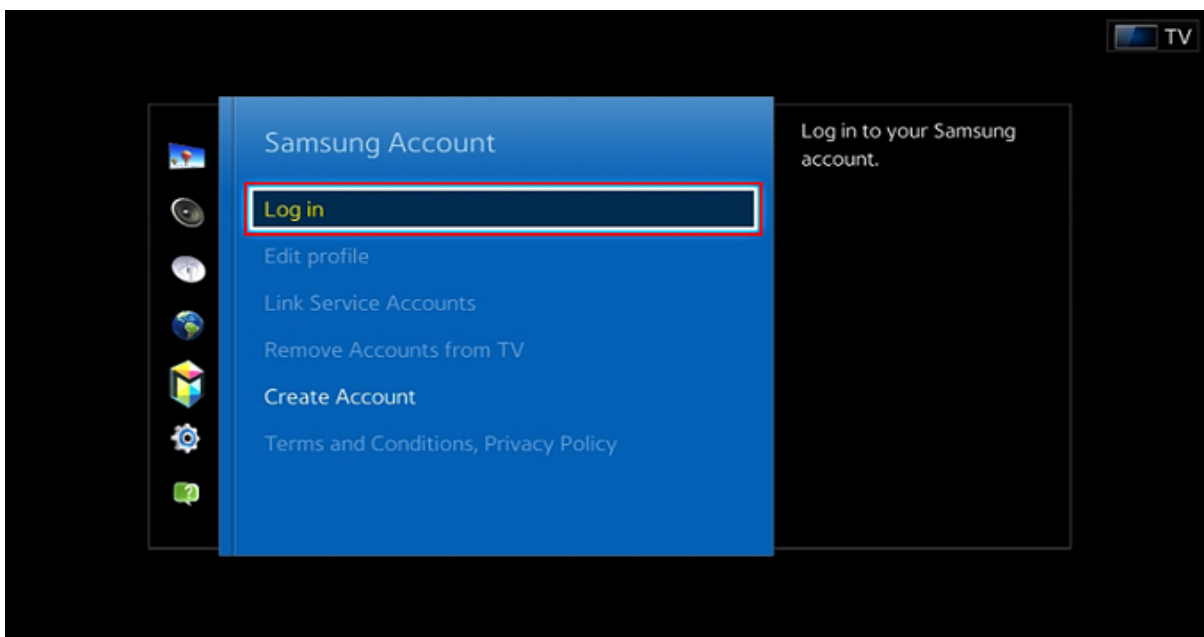 TV
Samsung Account
Log in
Edit profile
Link Service Accounts
Remove Accounts from TV
Create Account
Terms and Conditions, Privacy Policy
Log in to your Samsung
account.
?